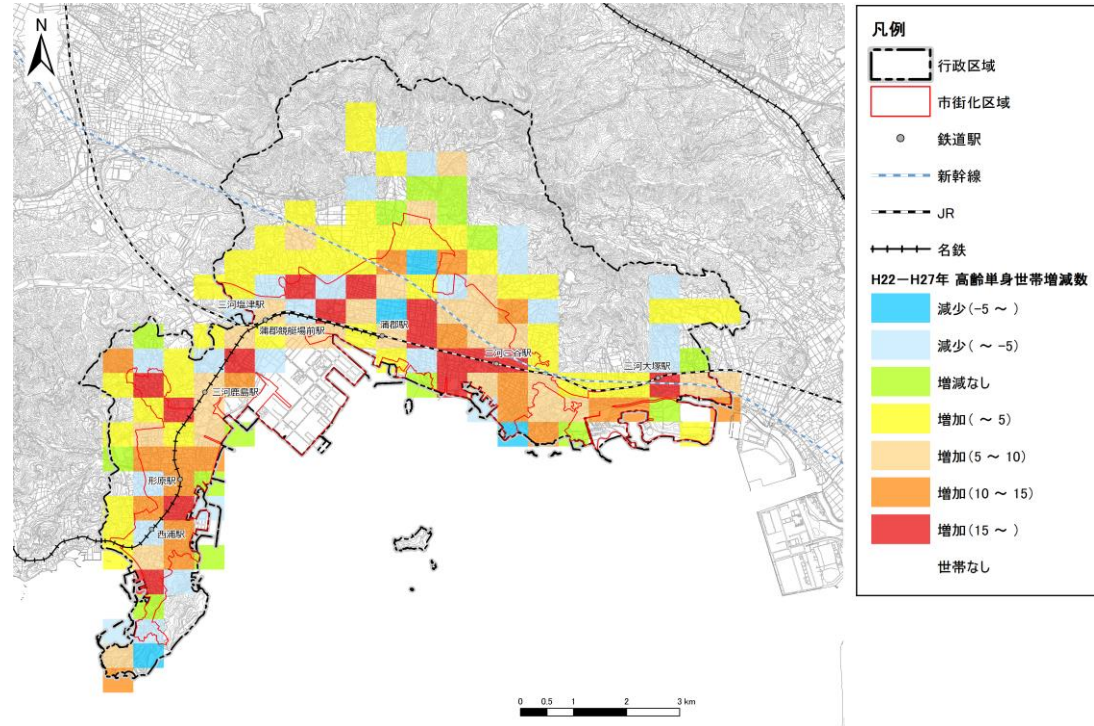 N
三河塩津駅
蒲郡競艇場前駅
蒲郡駅
三河三谷駅
三河大塚駅
三河鹿島駅
形原駅
西浦駅
0 0.5 1 2 3 km
凡例
行政区域
市街化区域
鉄道駅
新幹線
JR
名鉄
H22－H27年 高齢単身世帯増減数
減少(-5 ～ )
減少( ～ -5)
増減なし
増加( ～ 5)
増加(5 ～ 10)
増加(10 ～ 15)
増加(15 ～ )
世帯なし